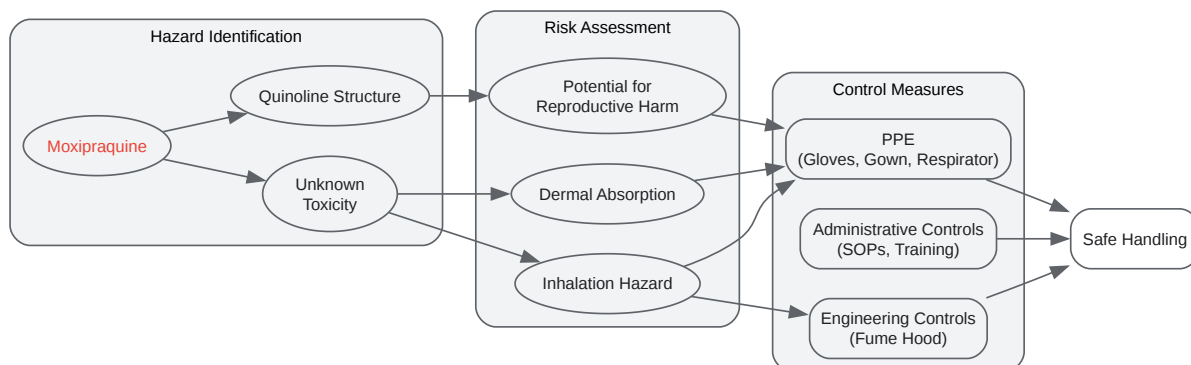 Hazard Identification
Moxipraquine
Quinoline Structure
Unknown
Toxicity
Risk Assessment
Potential for
Reproductive Harm
Dermal Absorption
Inhalation Hazard
Control Measures
PPE
(Gloves, Gown, Respirator)
Administrative Controls
(SOPs, Training)
Engineering Controls
(Fume Hood)
Safe Handling